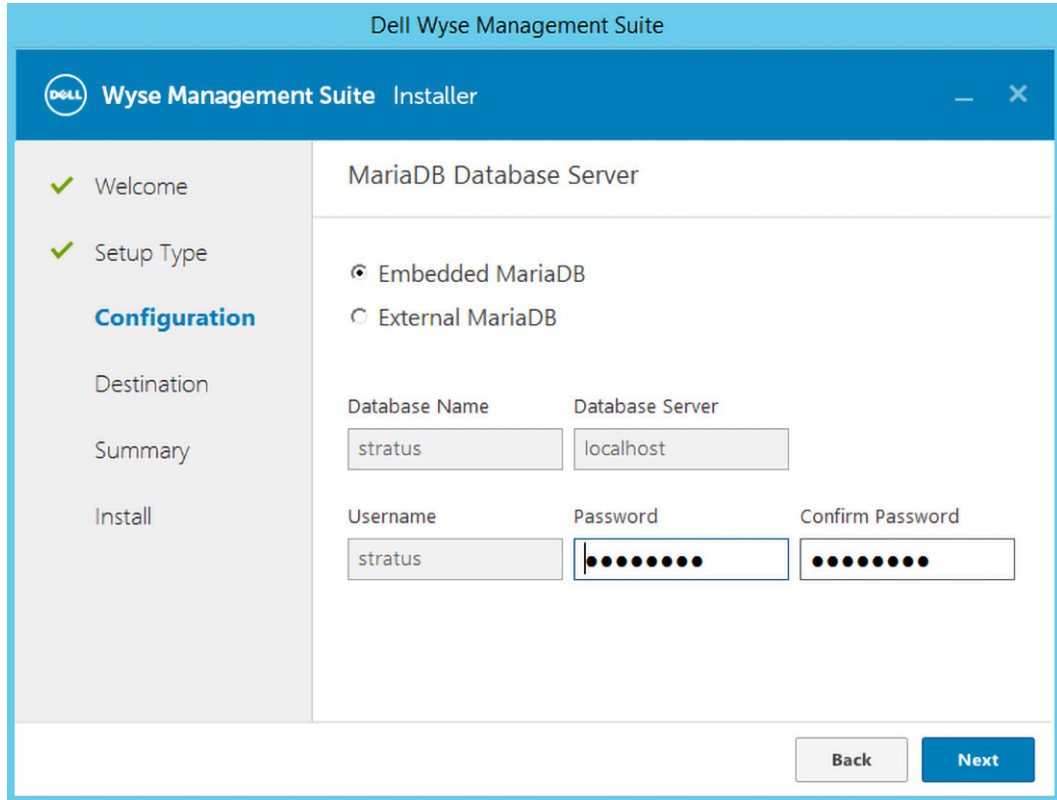 Dell Wyse Management Suite
DELL Wyse Management Suite Installer
Welcome
MariaDB Database Server
Setup Type
Embedded MariaDB
Configuration
External MariaDB
Destination
Database Name Database Server
stratus localhost
Summary
Install
Username Password Confirm Password
stratus ●●●●●●●● ●●●●●●●●
Back Next